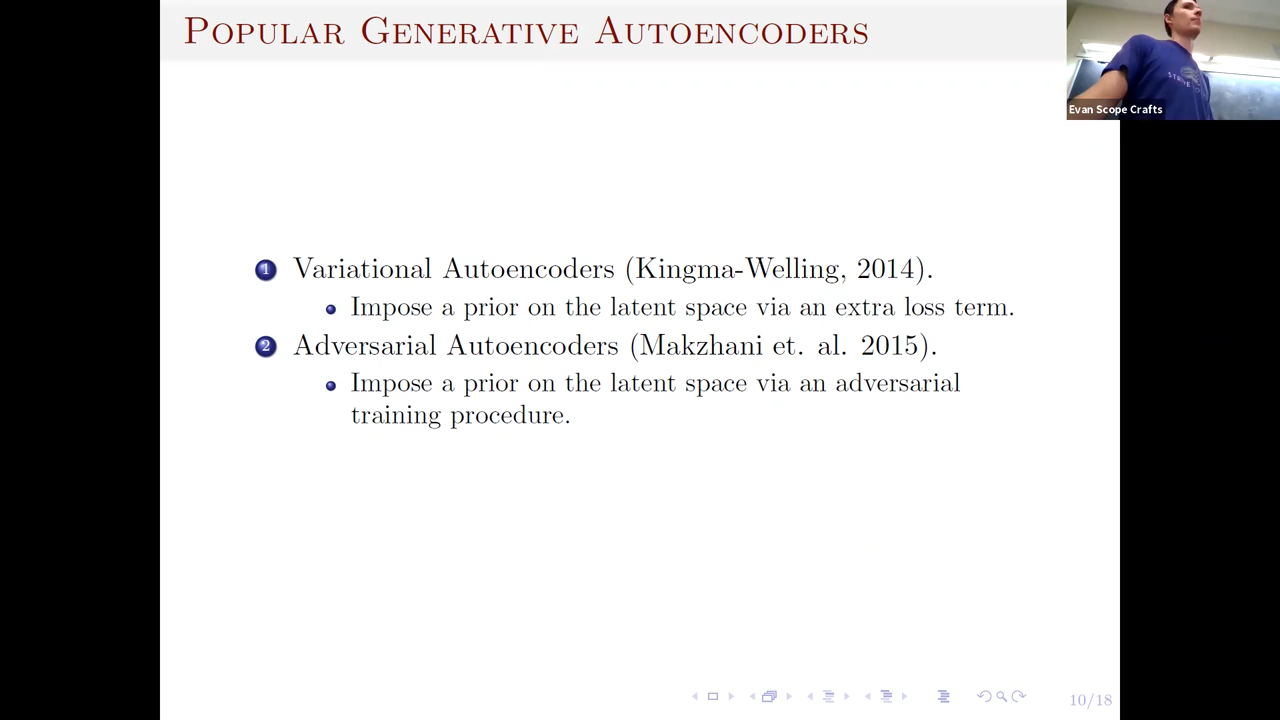 Popular Generative Autoencoders
Evan Scope Crafts
1 Variational Autoencoders (Kingma-Welling, 2014).
Impose a prior on the latent space via an extra loss term.
2 Adversarial Autoencoders (Makzhani et. al. 2015).
Impose a prior on the latent space via an adversarial
training procedure.
10/18